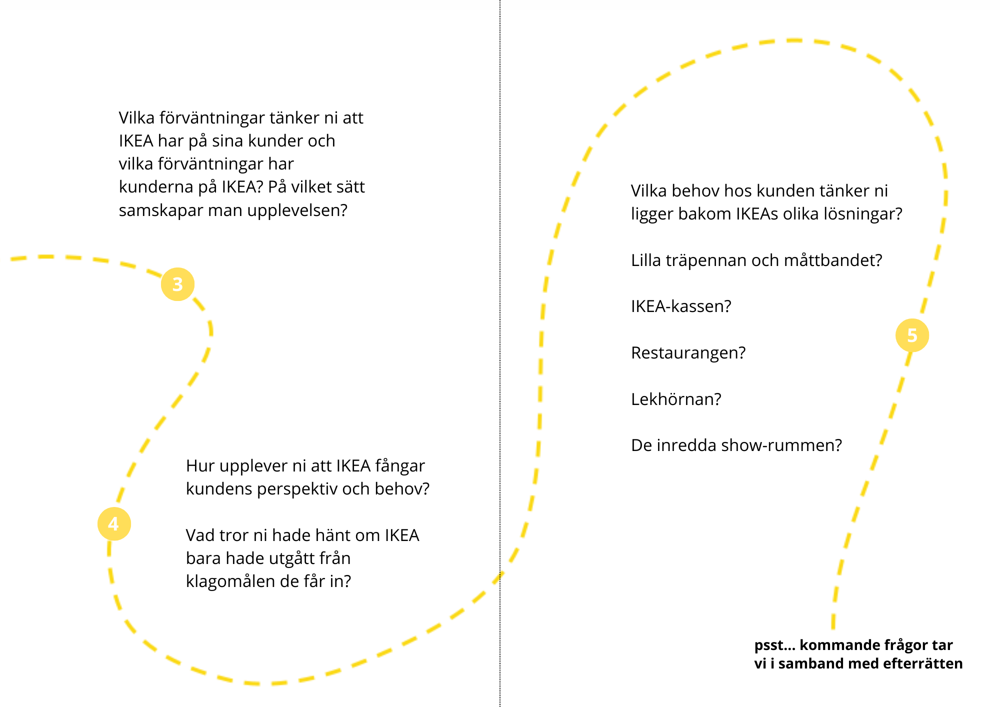 Vilka förväntningar tänker ni att
IKEA har på sina kunder och
vilka förväntningar har
kunderna på IKEA? På vilket sätt
samskapar man upplevelsen?
3
Hur upplever ni att IKEA fångar
kundens perspektiv och behov?
4
Vad tror ni hade hänt om IKEA
bara hade utgått från
klagomålen de får in?
Vilka behov hos kunden tänker ni
ligger bakom IKEAs olika lösningar?
Lilla träpennan och måttbandet?
IKEA-kassen?
5
Restaurangen?
Lekhörnan?
De inredda show-rummen?
psst... kommande frågor tar
vi i samband med efterrätten